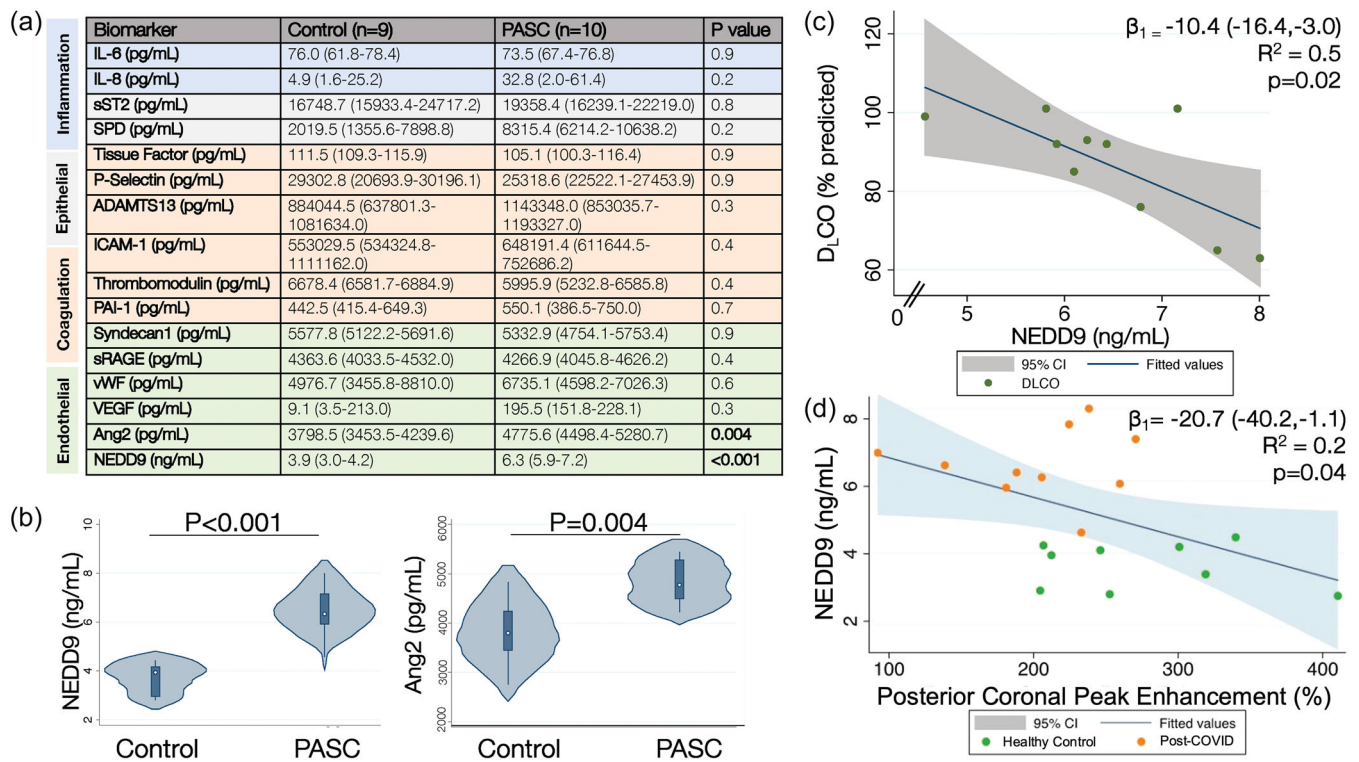 (a)
Biomarker Control (n=9) PASC (n=10) P value
Inflammation
IL-6 (pg/mL) 76.0 (61.8-78.4) 73.5 (67.4-76.8) 0.9
IL-8 (pg/mL) 4.9 (1.6-25.2) 32.8 (2.0-61.4) 0.2
sST2 (pg/mL) 16748.7 (15933.4-24717.2) 19358.4 (16239.1-22219.0) 0.8
SPD (pg/mL) 2019.5 (1355.6-7898.8) 8315.4 (6214.2-10638.2) 0.2
Epithelial
Tissue Factor (pg/mL) 111.5 (109.3-115.9) 105.1 (100.3-116.4) 0.9
P-Selectin (pg/mL) 29302.8 (20693.9-30196.1) 25318.6 (22522.1-27453.9) 0.9
ADAMTS13 (pg/mL) 884044.5 (637801.3-
1081634.0) 1143348.0 (853035.7-
1193327.0) 0.3
ICAM-1 (pg/mL) 553029.5 (534324.8-
1111162.0) 648191.4 (611644.5-
752686.2) 0.4
Coagulation
Thrombomodulin (pg/mL) 6678.4 (6581.7-6884.9) 5995.9 (5232.8-6585.8) 0.4
PAI-1 (pg/mL) 442.5 (415.4-649.3) 550.1 (386.5-750.0) 0.7
Syndecan1 (pg/mL) 5577.8 (5122.2-5691.6) 5332.9 (4754.1-5753.4) 0.9
sRAGE (pg/mL) 4363.6 (4033.5-4532.0) 4266.9 (4045.8-4626.2) 0.4
Endothelial
vWF (pg/mL) 4976.7 (3455.8-8810.0) 6735.1 (4598.2-7026.3) 0.6
VEGF (pg/mL) 9.1 (3.5-213.0) 195.5 (151.8-228.1) 0.3
Ang2 (pg/mL) 3798.5 (3453.5-4239.6) 4775.6 (4498.4-5280.7) 0.004
NEDD9 (ng/mL) 3.9 (3.0-4.2) 6.3 (5.9-7.2) <0.001
(b)
P<0.001
NEDD9 (ng/mL)
10
8
6
4
2
Control PASC
P=0.004
Ang2 (pg/mL)
6000
5000
4000
3000
2000
Control PASC
(c)
β1 = -10.4 (-16.4,-3.0)
R2 = 0.5
p=0.02
DLCO (% predicted)
120
100
80
60
0 5 6 7 8
NEDD9 (ng/mL)
95% CI Fitted values
DLCO
(d)
β1= -20.7 (-40.2,-1.1)
R2 = 0.2
p=0.04
NEDD9 (ng/mL)
8
6
4
2
100 200 300 400
Posterior Coronal Peak Enhancement (%)
95% CI Fitted values
Healthy Control Post-COVID